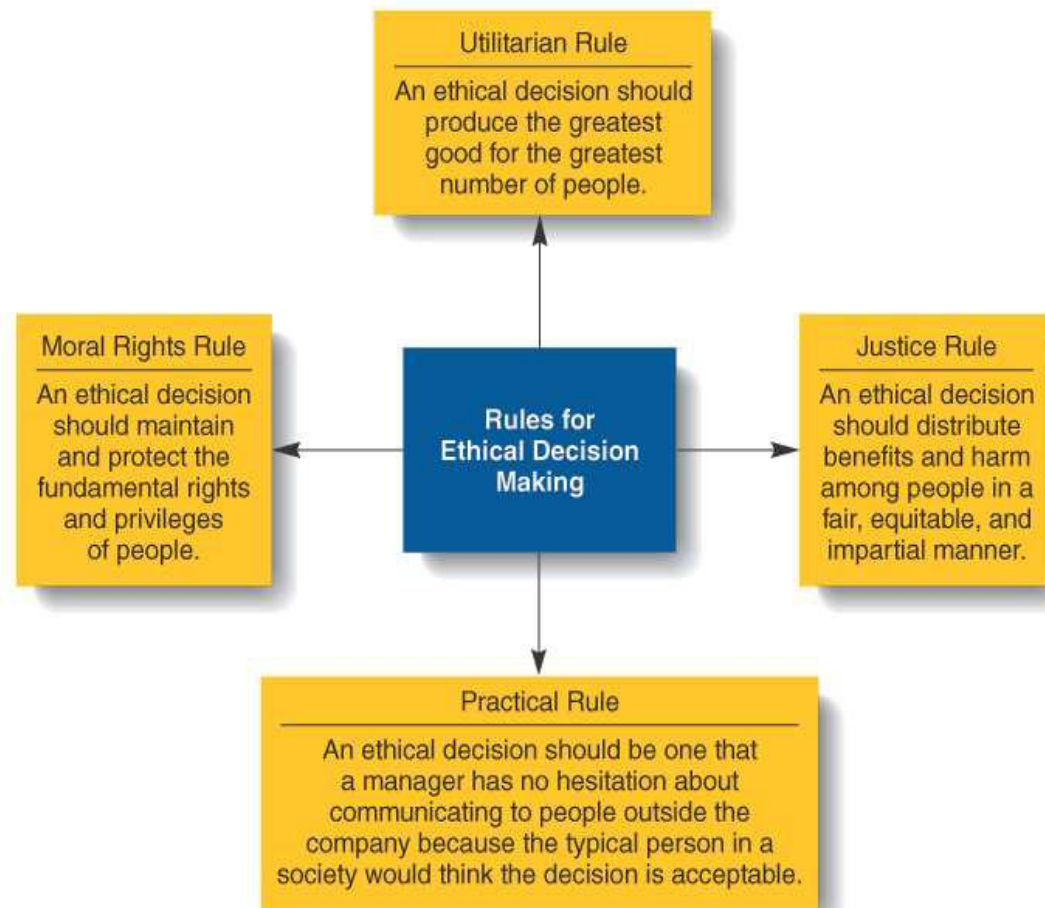 Utilitarian Rule
An ethical decision should
produce the greatest
good for the greatest
number of people.
Moral Rights Rule
An ethical decision
should maintain
and protect the
fundamental rights
and privileges
of people.
Rules for
Ethical Decision
Making
Justice Rule
An ethical decision
should distribute
benefits and harm
among people in a
fair, equitable, and
impartial manner.
Practical Rule
An ethical decision should be one that
a manager has no hesitation about
communicating to people outside the
company because the typical person in a
society would think the decision is acceptable.